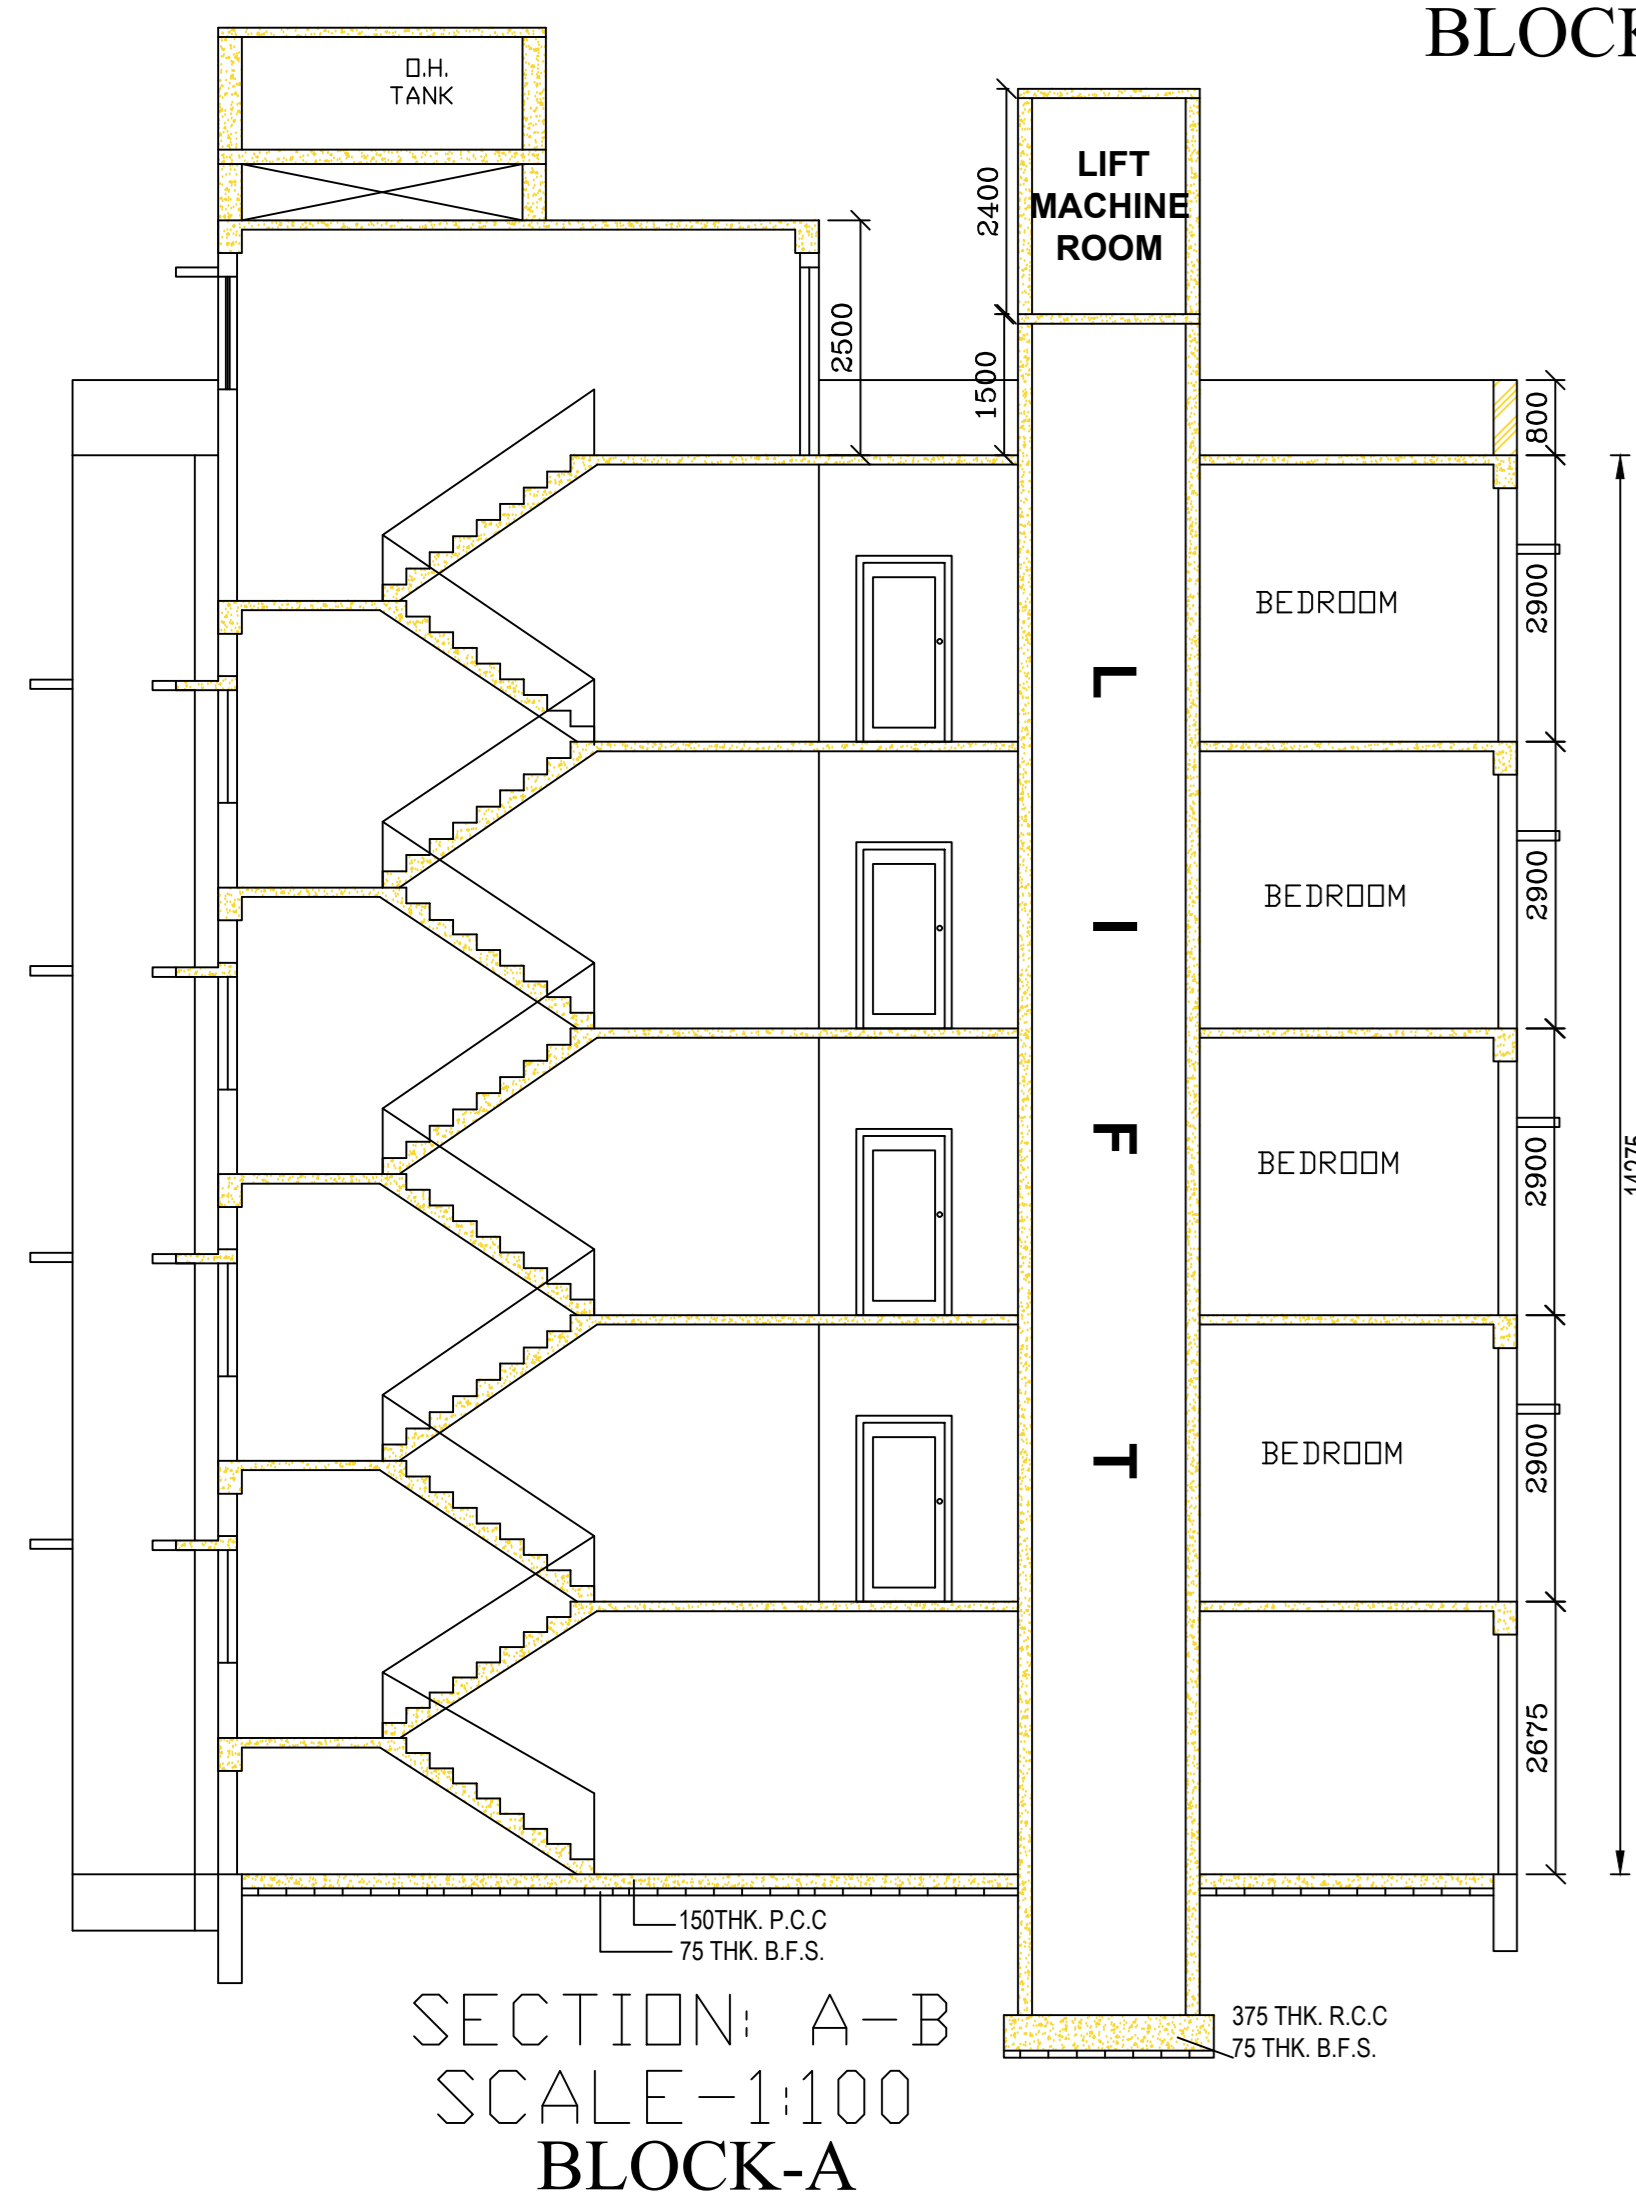 BLOCK
O.H.
TANK
LIFT
MACHINE
ROOM
2400
2500
1500
800
BEDROOM
2900
L
BEDROOM
2900
I
BEDROOM
2900
F
14275
BEDROOM
2900
T
2675
150THK. P.C.C
75 THK. B.F.S.
375 THK. R.C.C
75 THK. B.F.S.
SECTION: A-B
SCALE-1:100
BLOCK-A